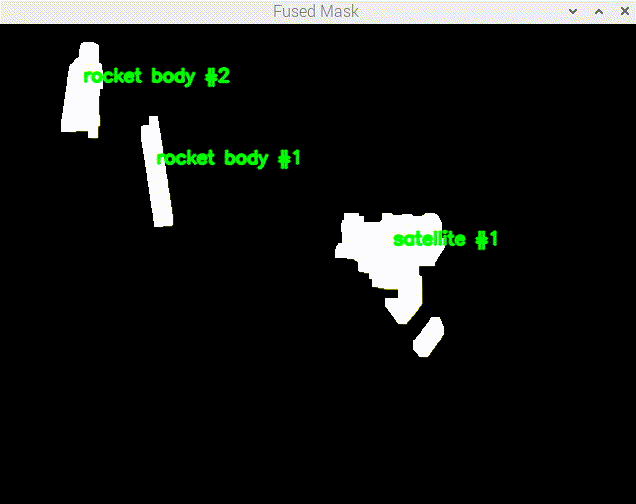 Fused Mask
rocket body #2
rocket body #1
satellite #1